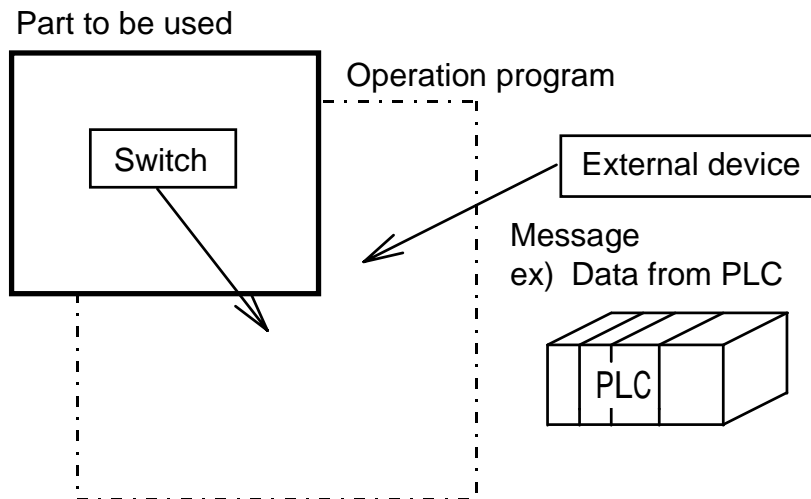 Part to be used
Operation program
Switch
External device
Message
ex) Data from PLC
PLC